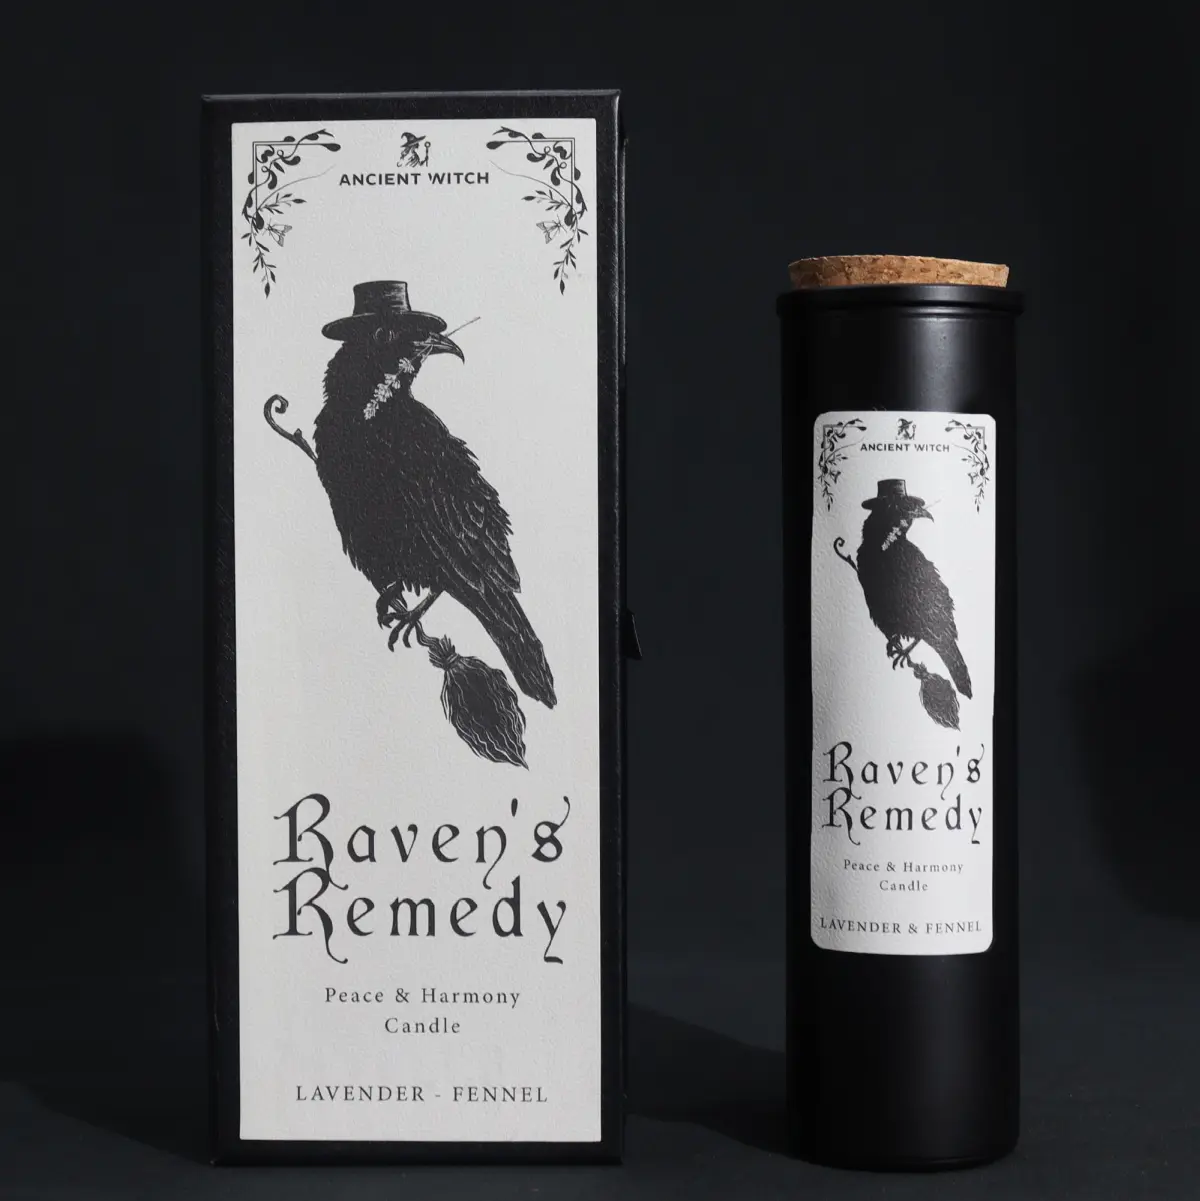 ANCIENT WITCH
Raven's
Remedy
Peace & Harmony
Candle
LAVENDER - FENNEL
ANCIENT WITCH
Raven's
Remedy
Peace & Harmony
Candle
LAVENDER & FENNEL